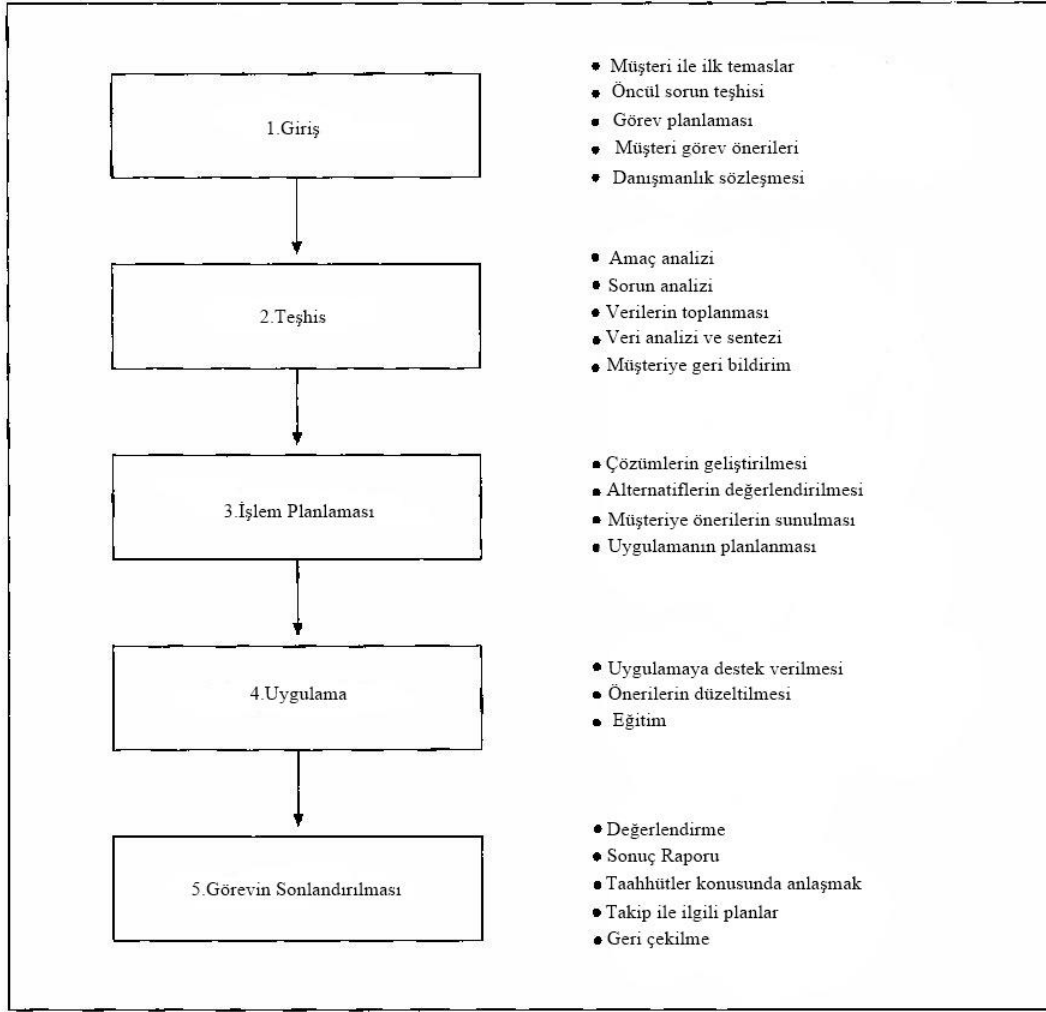 1.Giriş
• Müşteri ile ilk temaslar
• Öncül sorun teşhisi
• Görev planlaması
• Müşteri görev önerileri
• Danışmanlık sözleşmesi
2.Teşhis
• Amaç analizi
• Sorun analizi
• Verilerin toplanması
• Veri analizi ve sentezi
• Müşteriye geri bildirim
3.İşlem Planlaması
• Çözümlerin geliştirilmesi
• Alternatiflerin değerlendirilmesi
• Müşteriye önerilerin sunulması
• Uygulamanın planlanması
4.Uygulama
• Uygulamaya destek verilmesi
• Önerilerin düzeltilmesi
• Eğitim
5.Görevin Sonlandırılması
• Değerlendirme
• Sonuç Raporu
• Taahhütler konusunda anlaşmak
• Takip ile ilgili planlar
• Geri çekilme